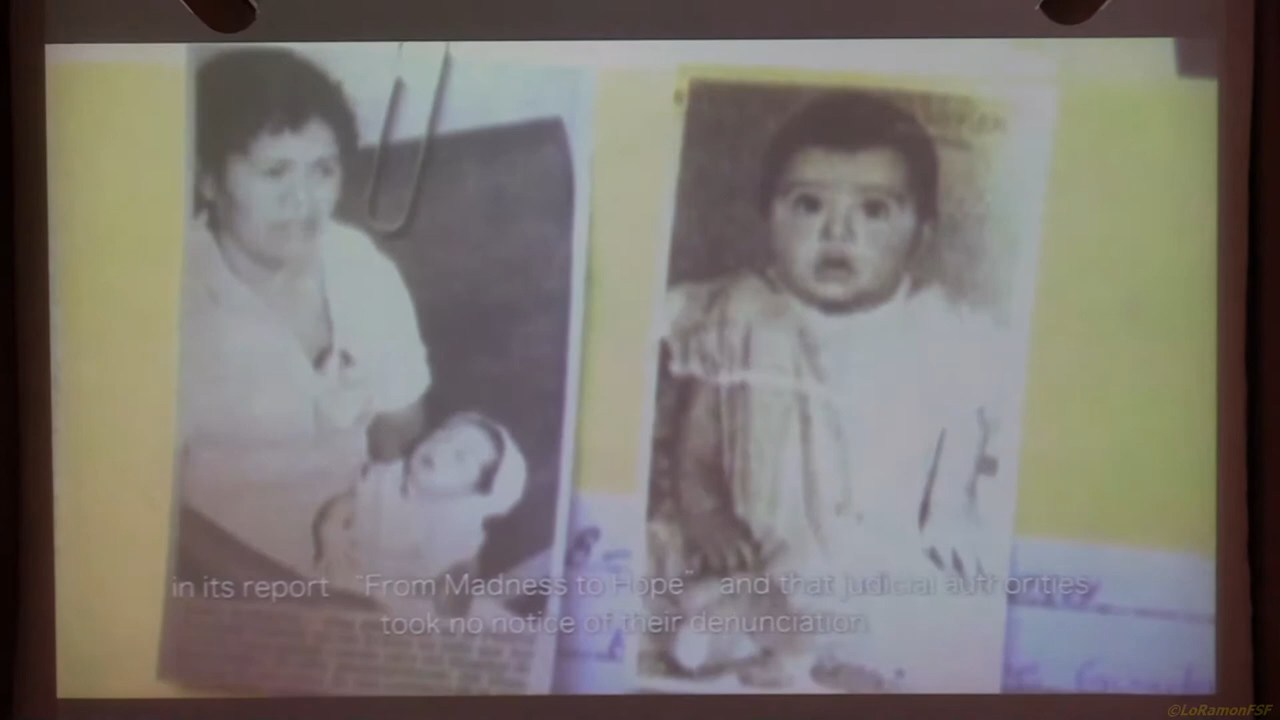 in its report "From Madness to Hope" and that judicial authorities
took no notice of their denunciation.
©LoRamonFSF